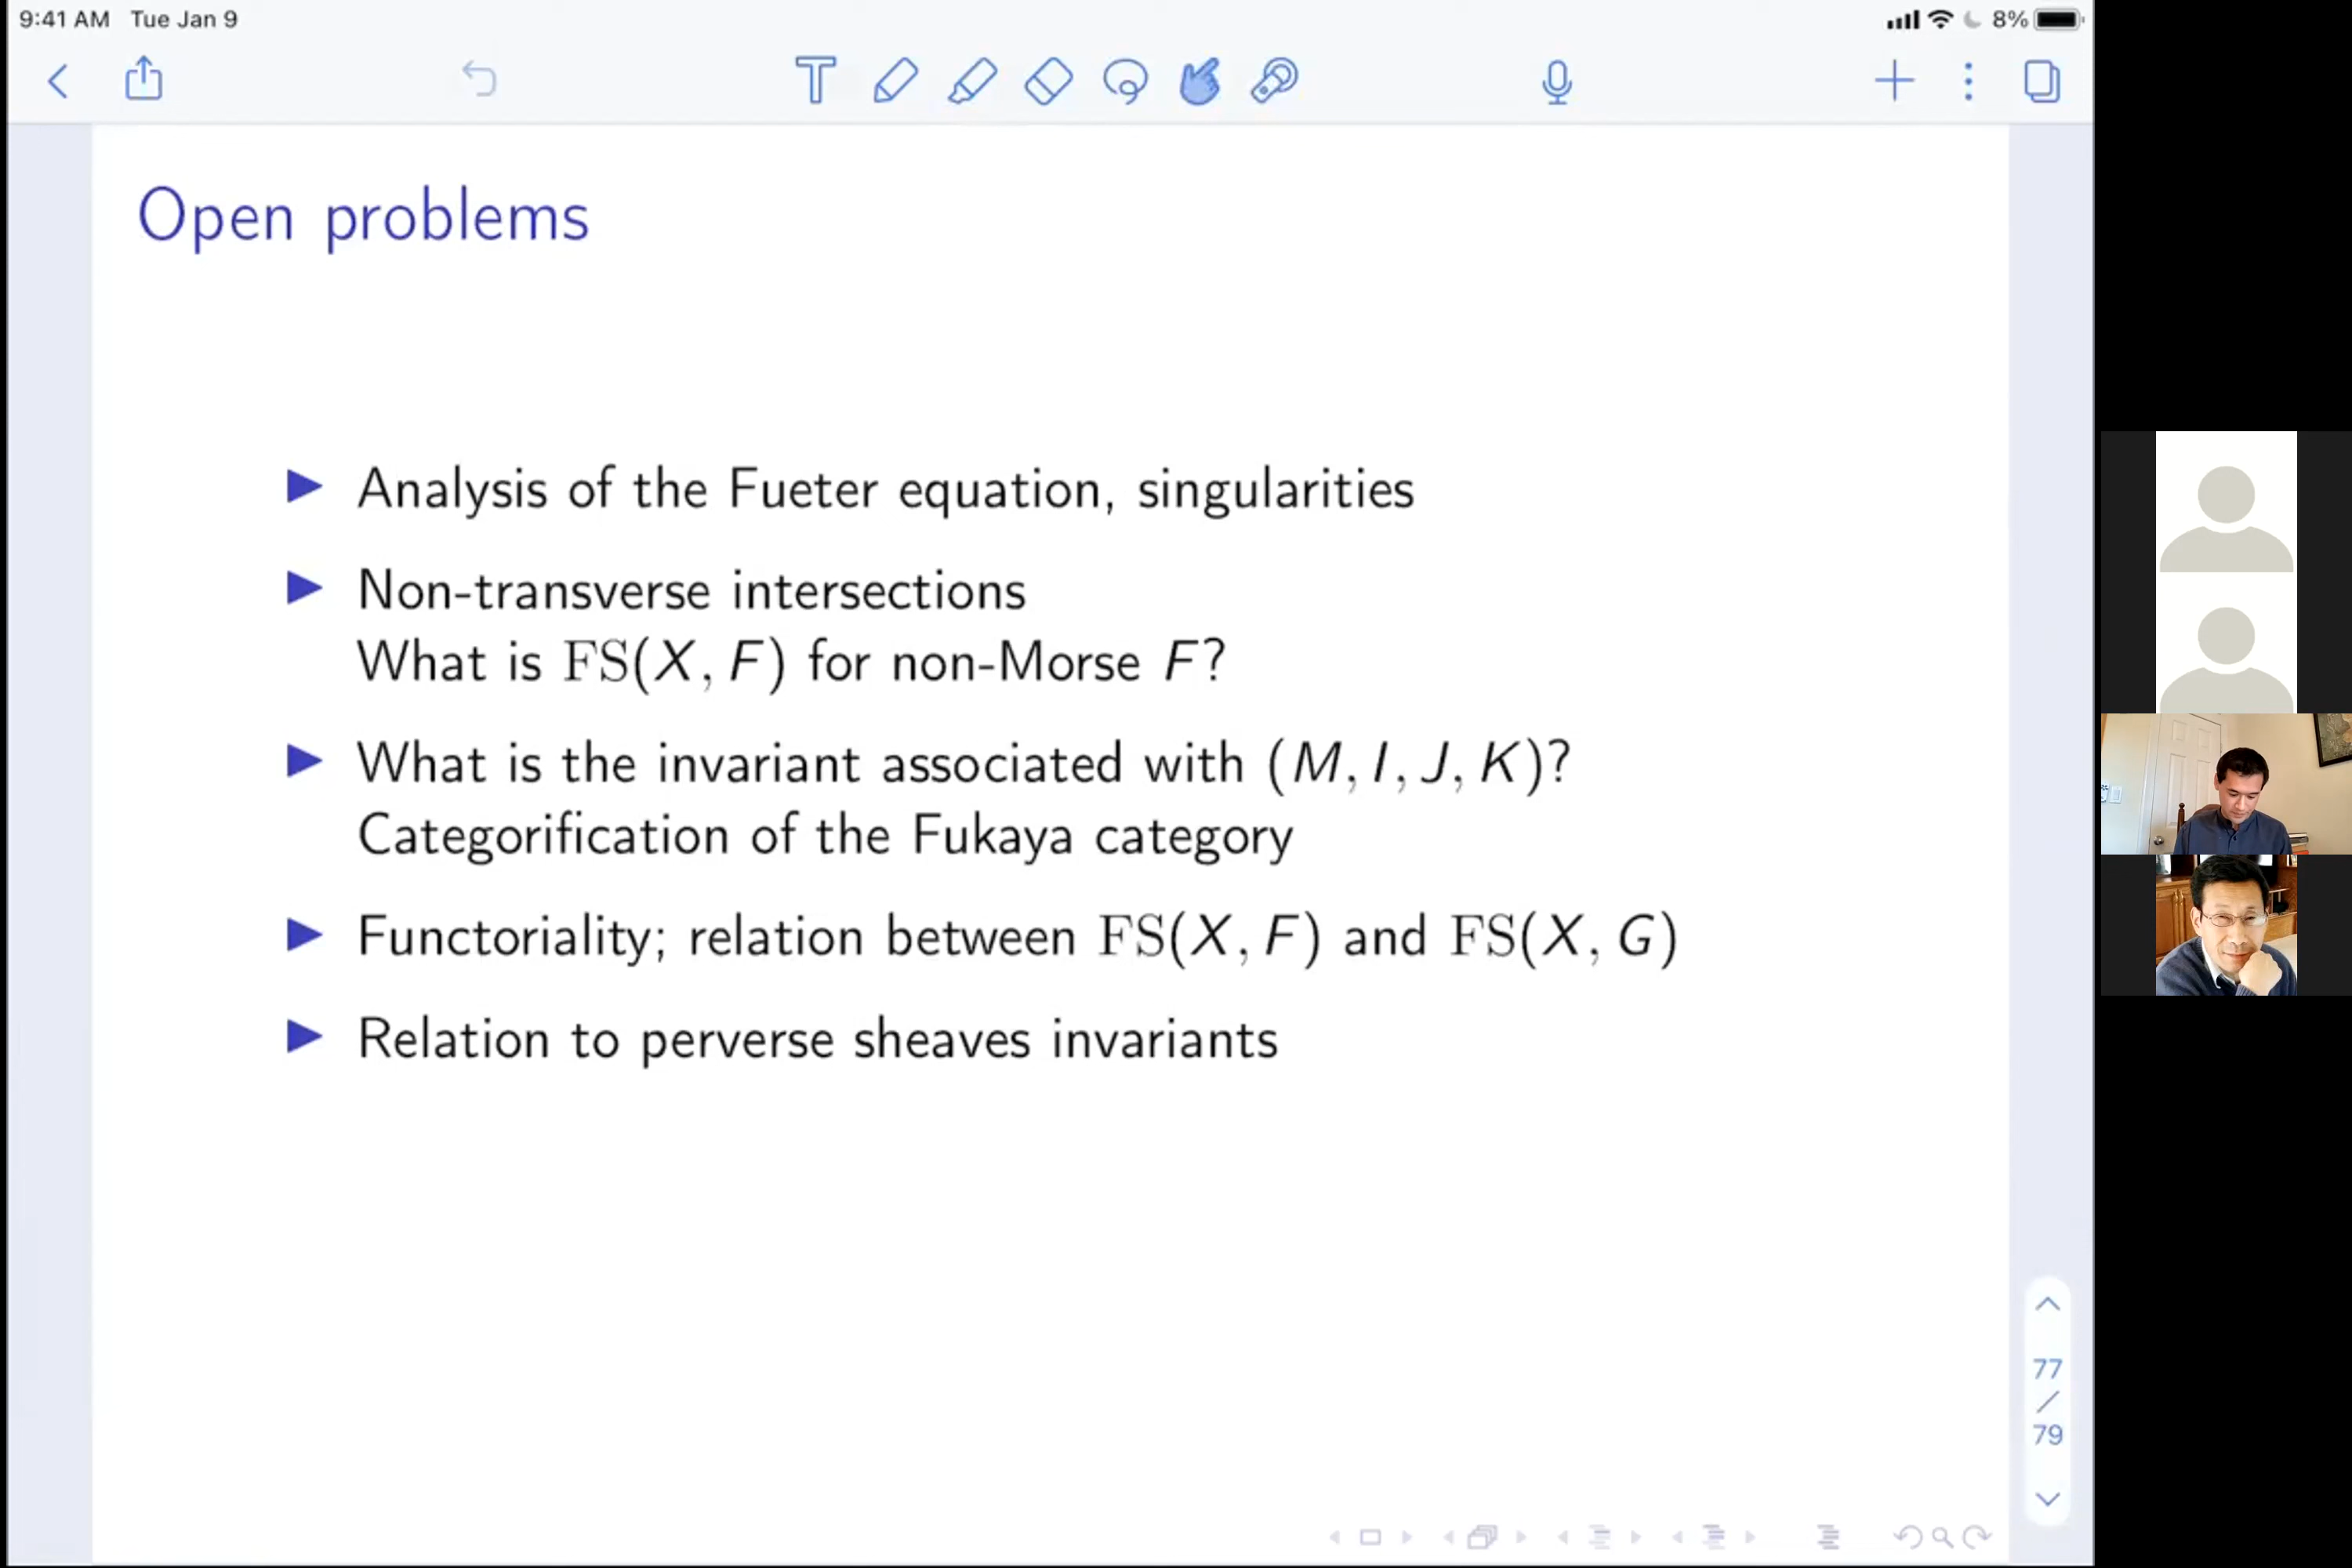 9:41 AM Tue Jan 9
8%
Open problems
Analysis of the Fueter equation, singularities
Non-transverse intersections
What is FS(X, F) for non-Morse F?
What is the invariant associated with (M, I, J, K)?
Categorification of the Fukaya category
Functoriality; relation between FS(X, F) and FS(X, G)
Relation to perverse sheaves invariants
77
/
79